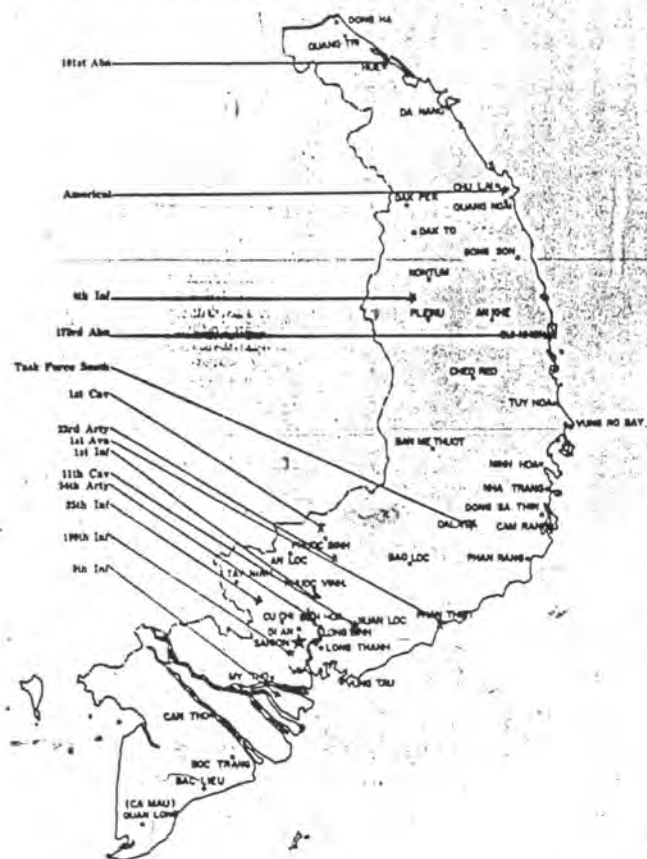 DONG HA
QUANG TRI
101st Abn
HUE
DA NANG
Americal
CHU LAI
DAK PEK
QUANG NGAI
DAK TO
BONG SON
KONTUM
4th Inf
PLEIKU
AN KHE
173rd Abn
Task Force South
CHEO REO
1st Cav
TUY HOA
VUNG RO BAY
23rd Arty
1st Avn
BAN ME THUOT
1st Inf
NINH HOA
11th Cav
NHA TRANG
54th Arty
DONG BA THIN
25th Inf
CAM RANH
PHUOC BINH
AN LOC
199th Inf
BAO LOC
PHAN RANG
9th Inf
TAY NINH
PHUOC VINH
CU CHI
BIEN HOA
XUAN LOC
PHAN THIET
DI AN
LONG BINH
SAIGON
LONG THANH
MY THO
VUNG TAU
CAN THO
SOC TRANG
BAC LIEU
(CA MAU)
QUAN LONG